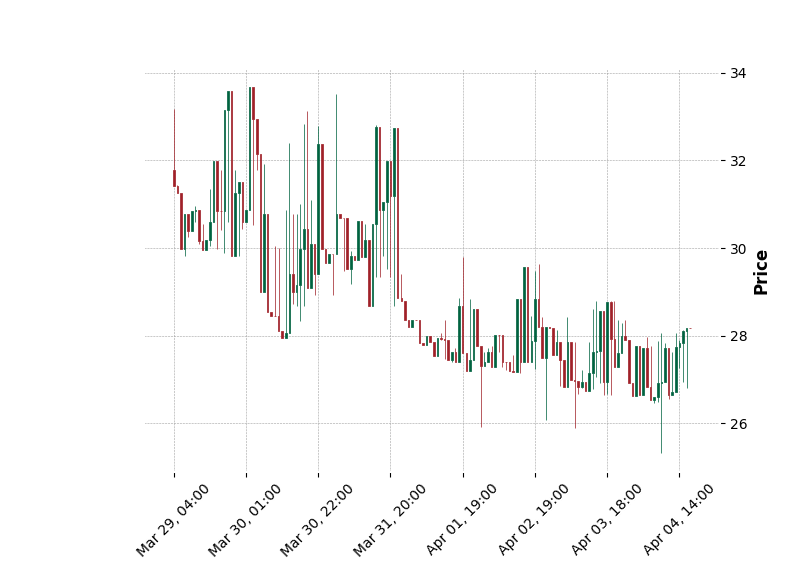 34
32
30
28
26
Price
Mar 29, 04:00
Mar 30, 01:00
Mar 30, 22:00
Mar 31, 20:00
Apr 01, 19:00
Apr 02, 19:00
Apr 03, 18:00
Apr 04, 14:00